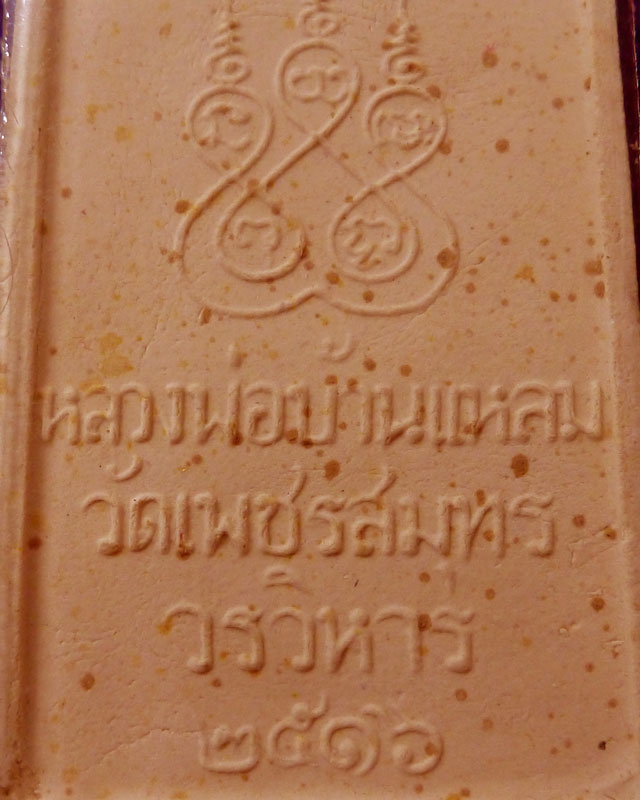 หลวงพ่อบ้านแหลม
วัดเพชรสมุทร
วรวิหาร
๒๕๑๖